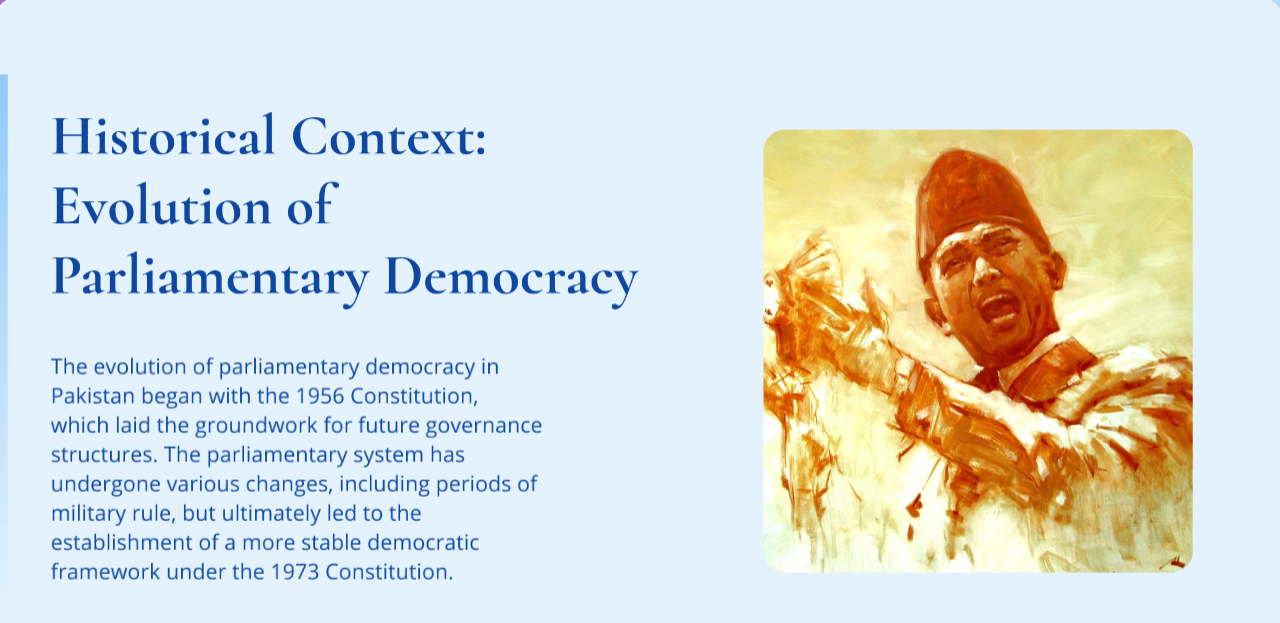 Historical Context:
Evolution of
Parliamentary Democracy
The evolution of parliamentary democracy in
Pakistan began with the 1956 Constitution,
which laid the groundwork for future governance
structures. The parliamentary system has
undergone various changes, including periods of
military rule, but ultimately led to the
establishment of a more stable democratic
framework under the 1973 Constitution.